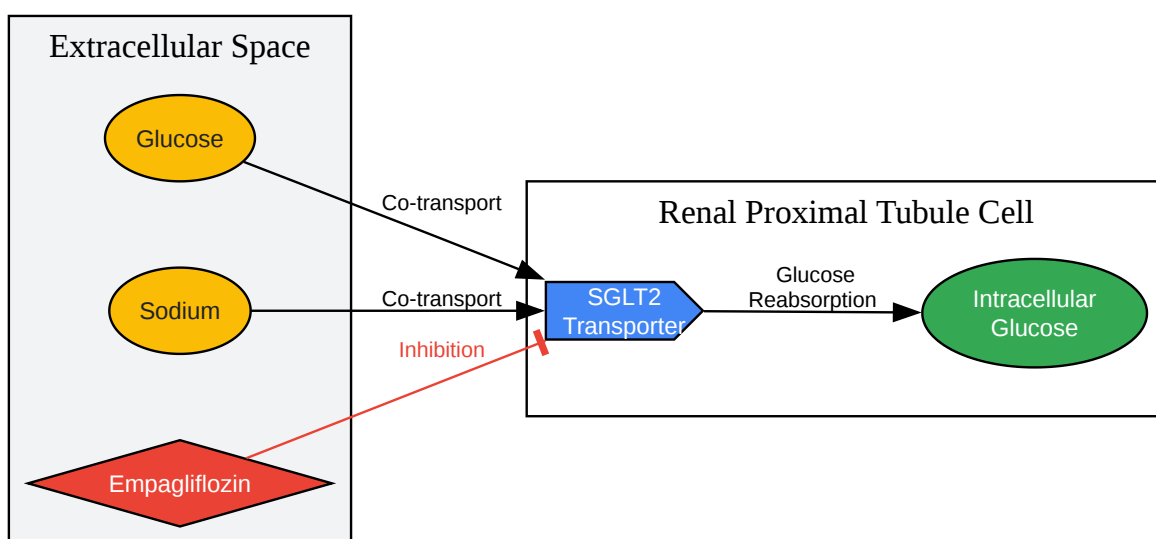 Extracellular Space
Glucose
Co-transport
Renal Proximal Tubule Cell
Sodium
Co-transport
SGLT2
Transporter
Glucose
Reabsorption
Intracellular
Glucose
Inhibition
Empagliflozin